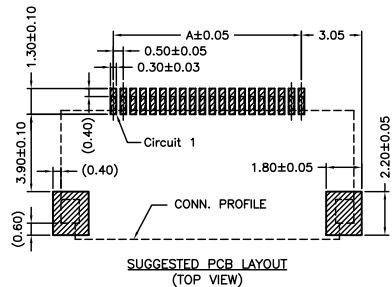 A±0.05
3.05
0.50±0.05
0.30±0.03
1.30±0.10
(0.40)
Circuit 1
3.90±0.10
(0.40)
1.80±0.05
2.20±0.05
(0.60)
CONN. PROFILE
SUGGESTED PCB LAYOUT
(TOP VIEW)